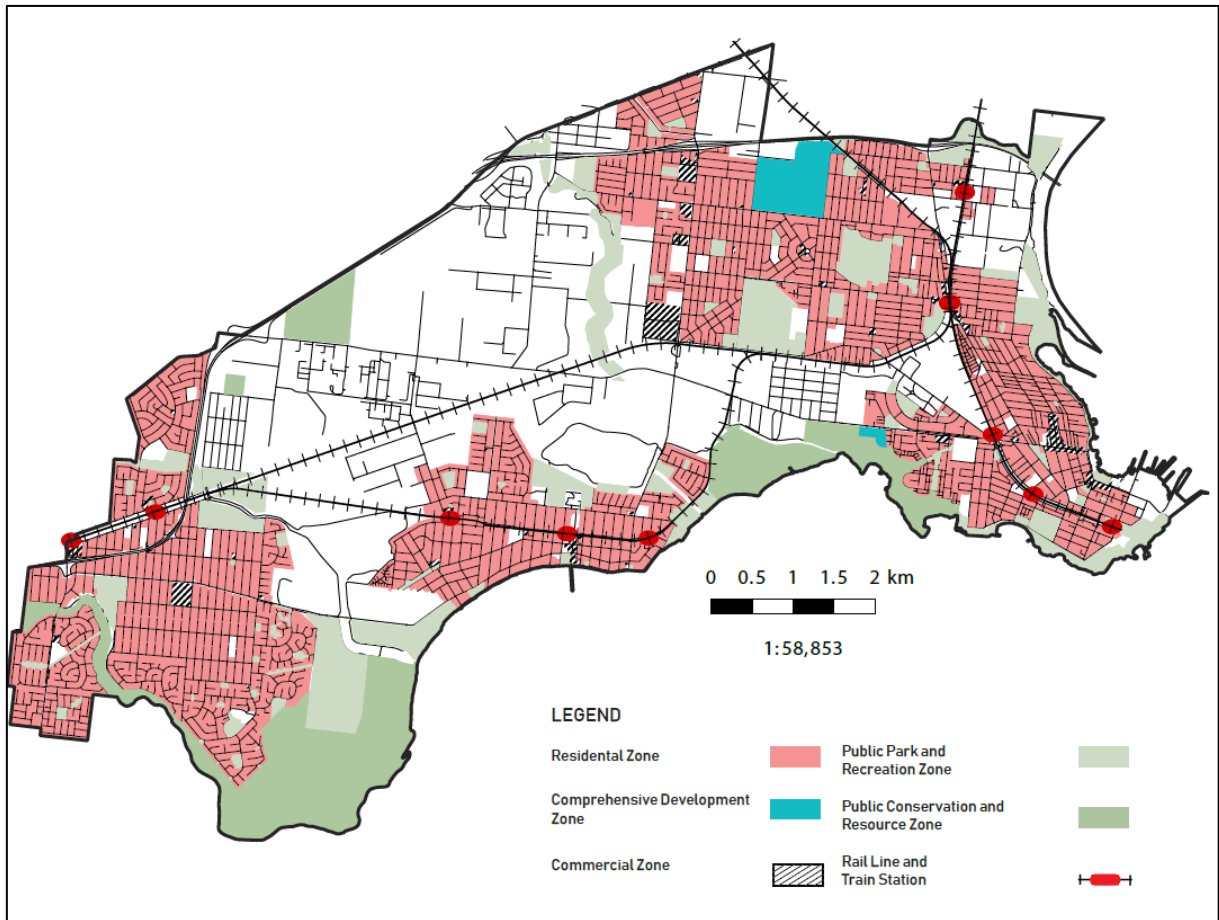 0 0.5 1 1.5 2 km
1:58,853
LEGEND
Residental Zone
Public Park and
Recreation Zone
Comprehensive Development
Zone
Public Conservation and
Resource Zone
Commercial Zone
Rail Line and
Train Station